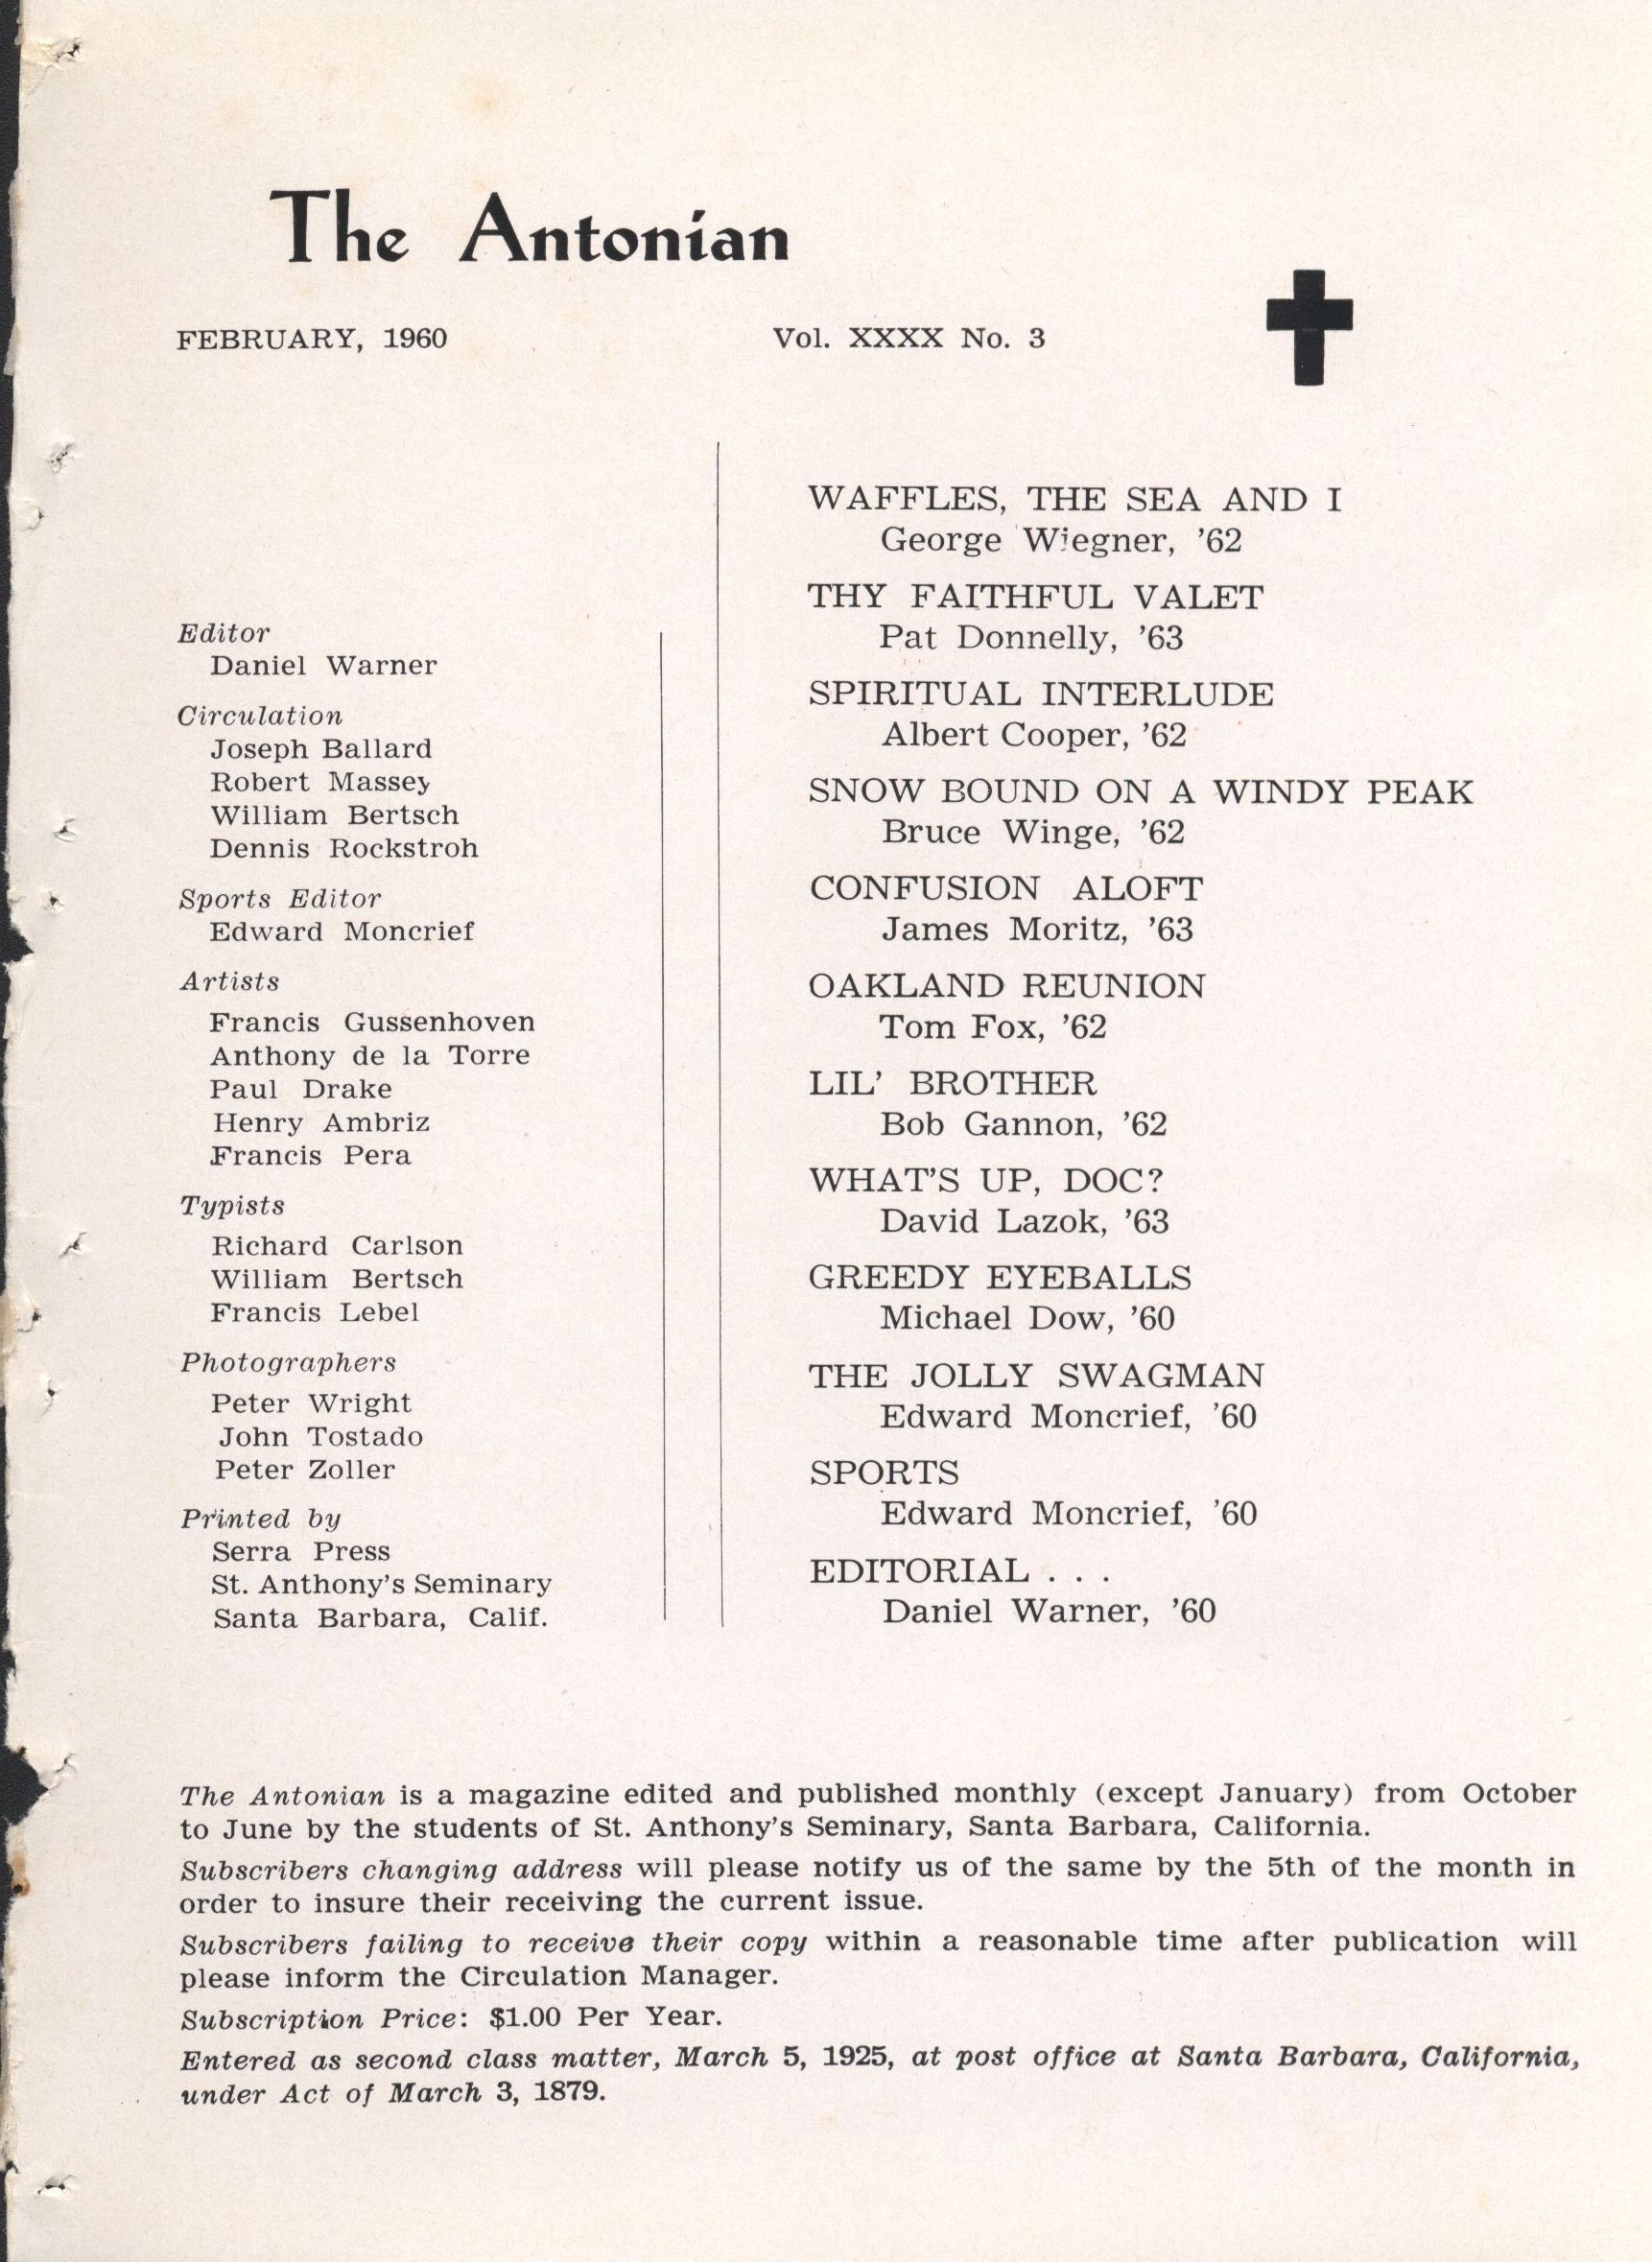 The Antonian
FEBRUARY, 1960
Vol. XXXX No. 3
Editor
Daniel Warner
Circulation
Joseph Ballard
Robert Massey
William Bertsch
Dennis Rockstroh
Sports Editor
Edward Moncrief
Artists
Francis Gussenhoven
Anthony de la Torre
Paul Drake
Henry Ambriz
Francis Pera
Typists
Richard Carlson
William Bertsch
Francis Lebel
Photographers
Peter Wright
John Tostado
Peter Zoller
Printed by
Serra Press
St. Anthony's Seminary
Santa Barbara, Calif.
WAFFLES, THE SEA AND I
George Wiegner, '62
THY FAITHFUL VALET
Pat Donnelly, '63
SPIRITUAL INTERLUDE
Albert Cooper, '62
SNOW BOUND ON A WINDY PEAK
Bruce Winge, '62
CONFUSION ALOFT
James Moritz, '63
OAKLAND REUNION
Tom Fox, '62
LIL' BROTHER
Bob Gannon, '62
WHAT'S UP, DOC?
David Lazok, '63
GREEDY EYEBALLS
Michael Dow, '60
THE JOLLY SWAGMAN
Edward Moncrief, '60
SPORTS
Edward Moncrief, '60
EDITORIAL . . .
Daniel Warner, '60
The Antonian is a magazine edited and published monthly (except January) from October
to June by the students of St. Anthony's Seminary, Santa Barbara, California.
Subscribers changing address will please notify us of the same by the 5th of the month in
order to insure their receiving the current issue.
Subscribers failing to receive their copy within a reasonable time after publication will
please inform the Circulation Manager.
Subscription Price: $1.00 Per Year.
Entered as second class matter, March 5, 1925, at post office at Santa Barbara, California,
under Act of March 3, 1879.